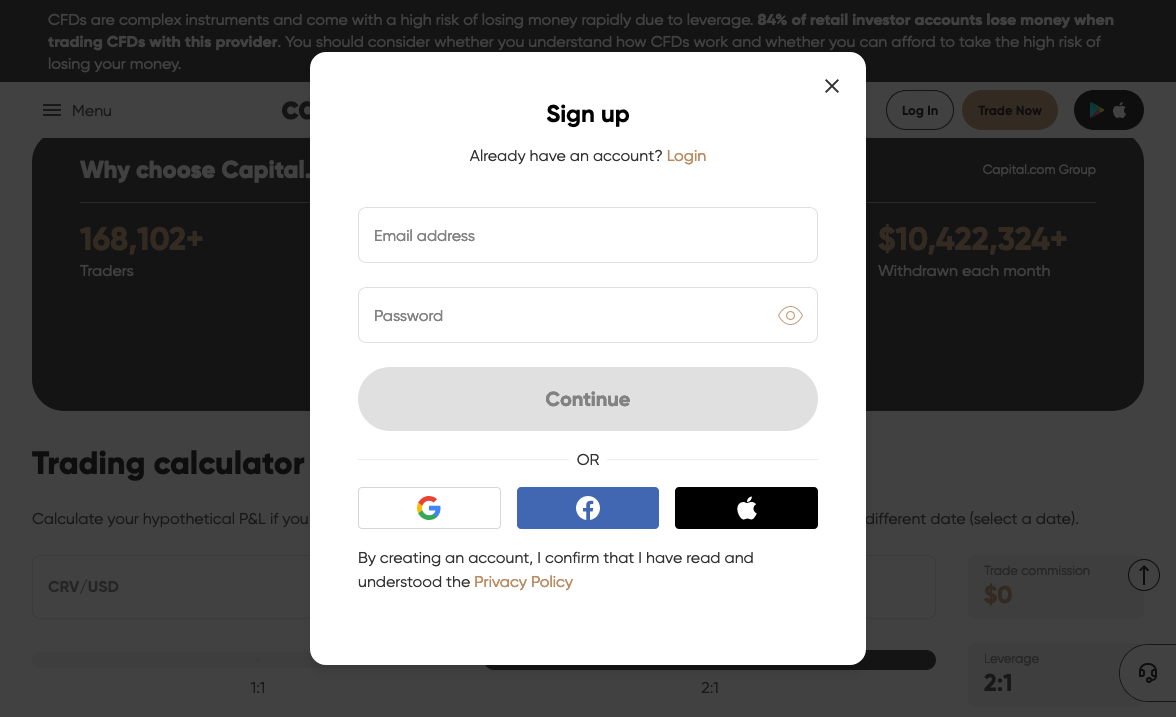 CFDs are complex instruments and come with a high risk of losing money rapidly due to leverage. 84% of retail investor accounts lose money when
trading CFDs with this provider. You should consider whether you understand how CFDs work and whether you can afford to take the high risk of
losing your money.
Menu
Log In
Trade Now
Sign up
Already have an account? Login
Why choose Capital.
Capital.com Group
168,102+
Traders
$10,422,324+
Withdrawn each month
Email address
Password
Continue
OR
By creating an account, I confirm that I have read and
understood the Privacy Policy
Trading calculator
Calculate your hypothetical P&L if you
different date (select a date).
CRV/USD
Trade commission
$0
Leverage
2:1
1:1
2:1